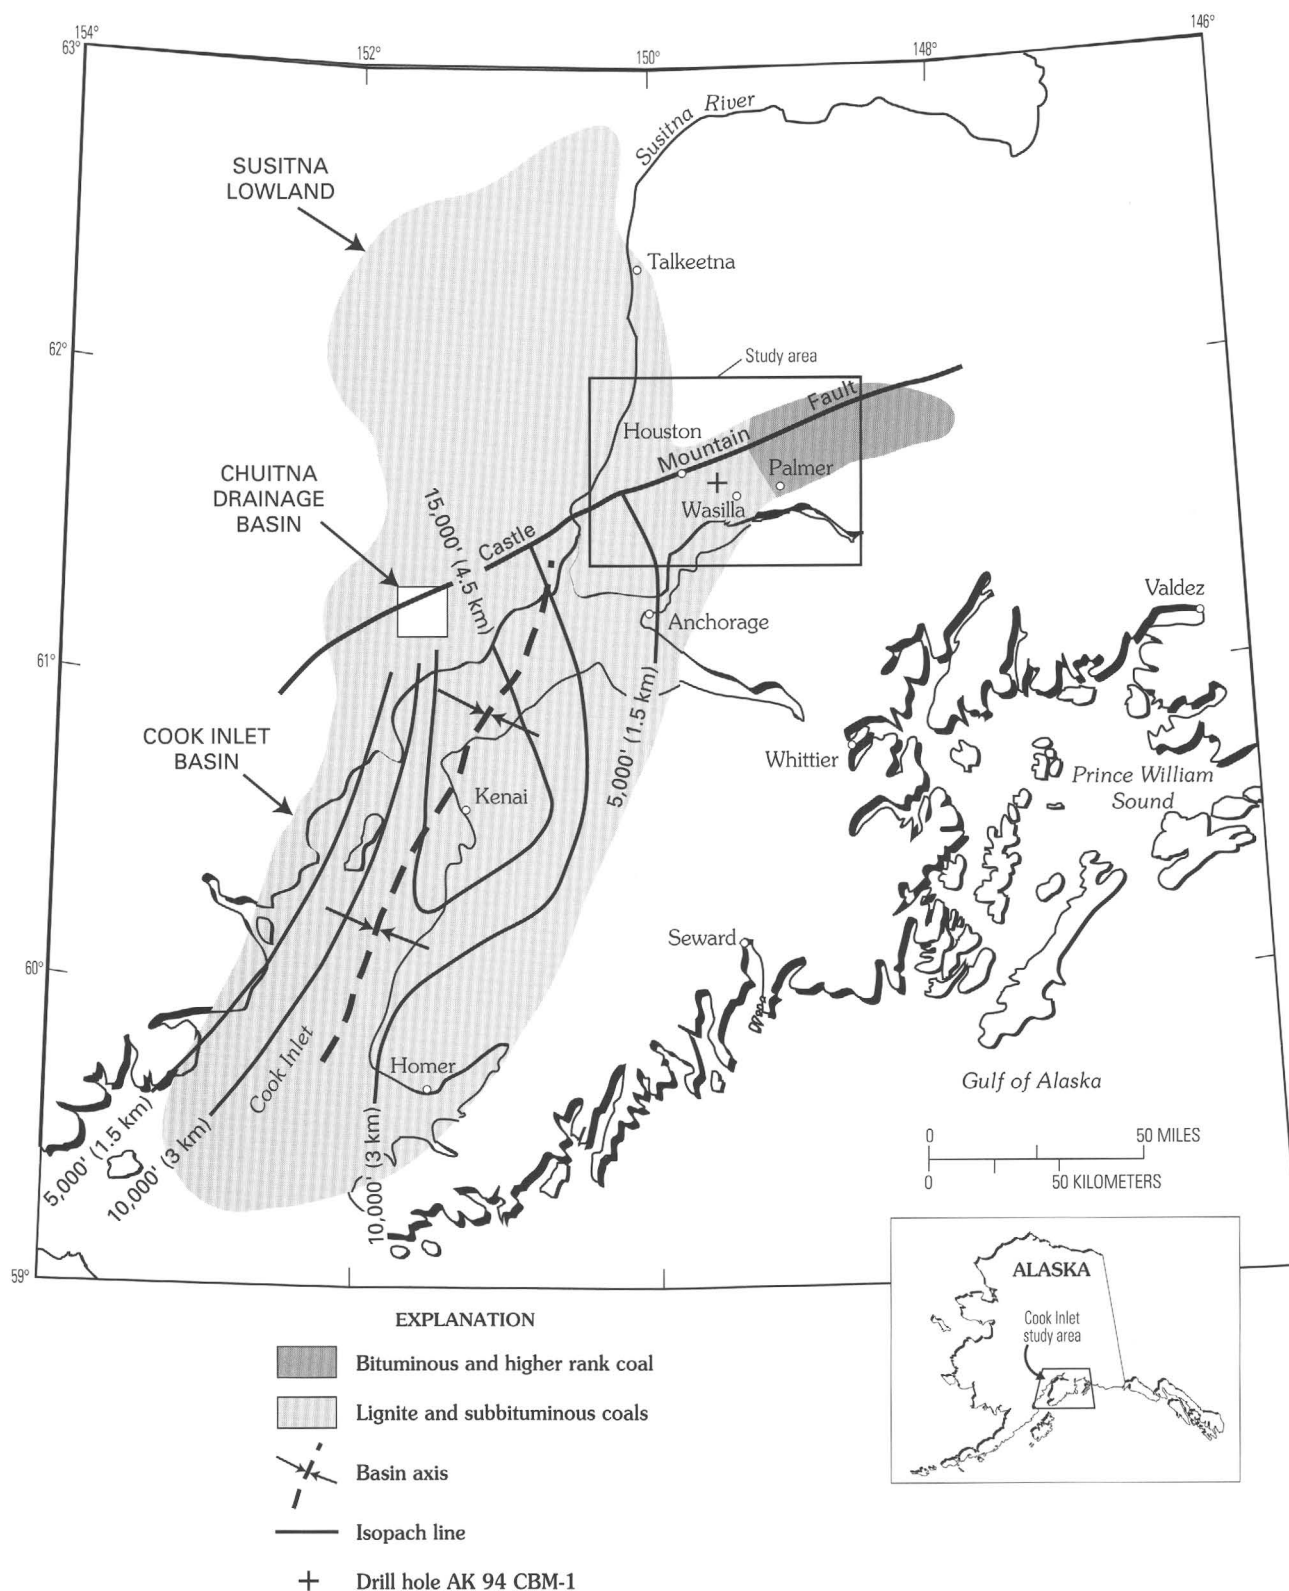 154°
63°
152°
150°
148°
146°
Susitna River
SUSITNA
LOWLAND
Talkeetna
62°
Study area
Fault
Houston
Mountain
Palmer
CHUITNA
DRAINAGE
BASIN
15,000' (4.5 km)
Wasilla
Castle
Valdez
Anchorage
61°
5,000' (1.5 km)
COOK INLET
BASIN
Whittier
Prince William
Sound
Kenai
Seward
60°
Cook Inlet
Homer
Gulf of Alaska
5,000' (1.5 km)
10,000' (3 km)
10,000' (3 km)
0 50 MILES
0 50 KILOMETERS
59°
ALASKA
Cook Inlet
study area
EXPLANATION
Bituminous and higher rank coal
Lignite and subbituminous coals
Basin axis
Isopach line
Drill hole AK 94 CBM-1